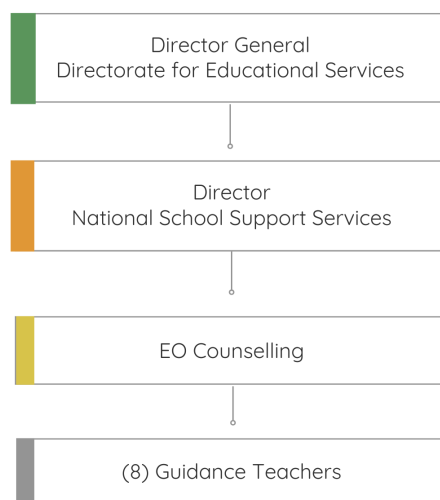 Director General
Directorate for Educational Services
Director
National School Support Services
EO Counselling
(8) Guidance Teachers